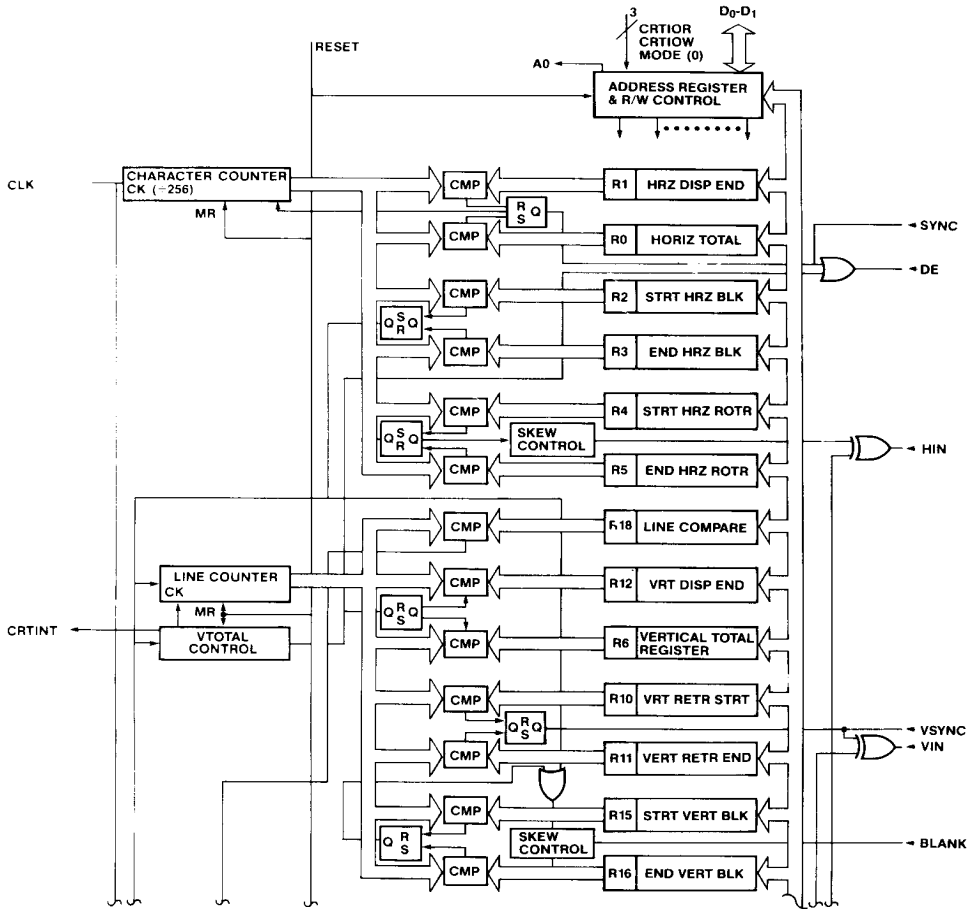 3
D0-D1
RESET
CRTIOR
CRTIOW
MODE (0)
A0
ADDRESS REGISTER
& R/W CONTROL
CLK
CHARACTER COUNTER
CK (÷256)
MR
CMP
R1 HRZ DISP END
R Q
S
CMP
R0 HORIZ TOTAL
SYNC
DE
CMP
R2 STRT HRZ BLK
Q S Q
R
CMP
R3 END HRZ BLK
CMP
R4 STRT HRZ ROTR
Q S Q
R
SKEW
CONTROL
HIN
CMP
R5 END HRZ ROTR
CMP
R18 LINE COMPARE
LINE COUNTER
CK
CMP
R12 VRT DISP END
MR
Q R Q
S
CRTINT
VTOTAL
CONTROL
CMP
R6 VERTICAL TOTAL
REGISTER
CMP
R10 VRT RETR STRT
Q R Q
S
VSYNC
VIN
CMP
R11 VERT RETR END
CMP
R15 STRT VERT BLK
Q R
S
SKEW
CONTROL
BLANK
CMP
R16 END VERT BLK